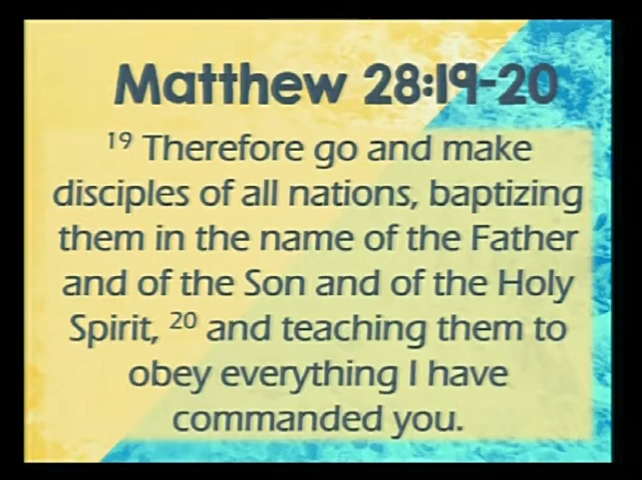 Matthew 28:19-20
19 Therefore go and make
disciples of all nations, baptizing
them in the name of the Father
and of the Son and of the Holy
Spirit, 20 and teaching them to
obey everything I have
commanded you.